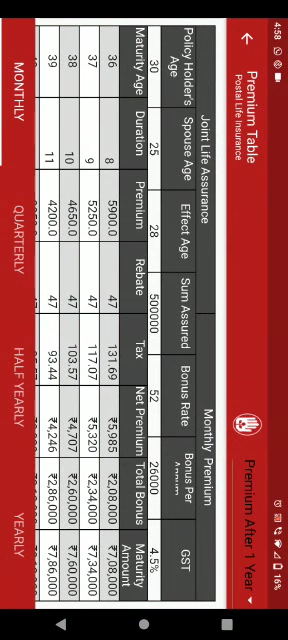 4:58
16%
Premium Table
Postal Life Insurance
Premium After 1 Year
Joint Life Assurance Monthly Premium
Policy Holder's Age Spouse Age Effect Age Sum Assured Bonus Rate Bonus Per Annum GST
30 25 28 500000 52 26000 4.5%
Maturity Age Duration Premium Rebate Tax Net Premium Total Bonus Maturity Amount
36 8 5900.0 47 131.69 ₹5,985 ₹2,08,000 ₹7,08,000
37 9 5250.0 47 117.07 ₹5,320 ₹2,34,000 ₹7,34,000
38 10 4650.0 47 103.57 ₹4,707 ₹2,60,000 ₹7,60,000
39 11 4200.0 47 93.44 ₹4,246 ₹2,86,000 ₹7,86,000
MONTHLY QUARTERLY HALF YEARLY YEARLY